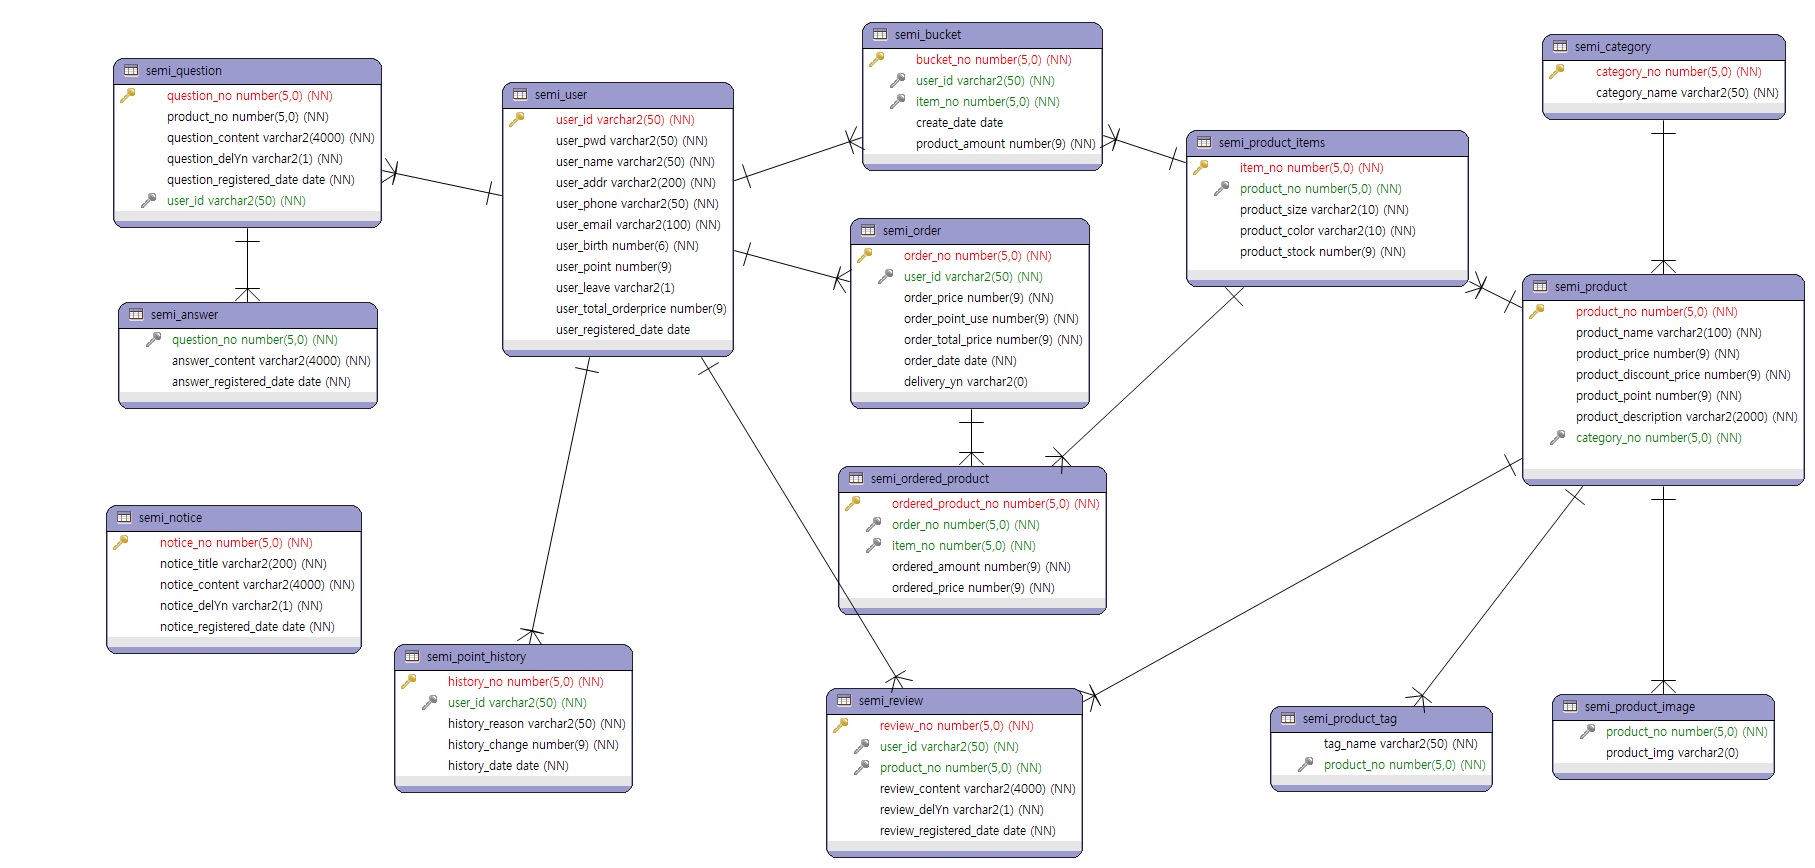 semi_question
question_no number(5,0) (NN)
product_no number(5,0) (NN)
question_content varchar2(4000) (NN)
question_delYn varchar2(1) (NN)
question_registered_date date (NN)
user_id varchar2(50) (NN)
semi_answer
question_no number(5,0) (NN)
answer_content varchar2(4000) (NN)
answer_registered_date date (NN)
semi_notice
notice_no number(5,0) (NN)
notice_title varchar2(200) (NN)
notice_content varchar2(4000) (NN)
notice_delYn varchar2(1) (NN)
notice_registered_date date (NN)
semi_user
user_id varchar2(50) (NN)
user_pwd varchar2(50) (NN)
user_name varchar2(50) (NN)
user_addr varchar2(200) (NN)
user_phone varchar2(50) (NN)
user_email varchar2(100) (NN)
user_birth number(6) (NN)
user_point number(9)
user_leave varchar2(1)
user_total_orderprice number(9)
user_registered_date date
semi_point_history
history_no number(5,0) (NN)
user_id varchar2(50) (NN)
history_reason varchar2(50) (NN)
history_change number(9) (NN)
history_date date (NN)
semi_bucket
bucket_no number(5,0) (NN)
user_id varchar2(50) (NN)
item_no number(5,0) (NN)
create_date date
product_amount number(9) (NN)
semi_order
order_no number(5,0) (NN)
user_id varchar2(50) (NN)
order_price number(9) (NN)
order_point_use number(9) (NN)
order_total_price number(9) (NN)
order_date date (NN)
delivery_yn varchar2(0)
semi_ordered_product
ordered_product_no number(5,0) (NN)
order_no number(5,0) (NN)
item_no number(5,0) (NN)
ordered_amount number(9) (NN)
ordered_price number(9) (NN)
semi_review
review_no number(5,0) (NN)
user_id varchar2(50) (NN)
product_no number(5,0) (NN)
review_content varchar2(4000) (NN)
review_delYn varchar2(1) (NN)
review_registered_date date (NN)
semi_product_items
item_no number(5,0) (NN)
product_no number(5,0) (NN)
product_size varchar2(10) (NN)
product_color varchar2(10) (NN)
product_stock number(9) (NN)
semi_category
category_no number(5,0) (NN)
category_name varchar2(50) (NN)
semi_product
product_no number(5,0) (NN)
product_name varchar2(100) (NN)
product_price number(9) (NN)
product_discount_price number(9) (NN)
product_point number(9) (NN)
product_description varchar2(2000) (NN)
category_no number(5,0) (NN)
semi_product_tag
tag_name varchar2(50) (NN)
product_no number(5,0) (NN)
semi_product_image
product_no number(5,0) (NN)
product_img varchar2(0)